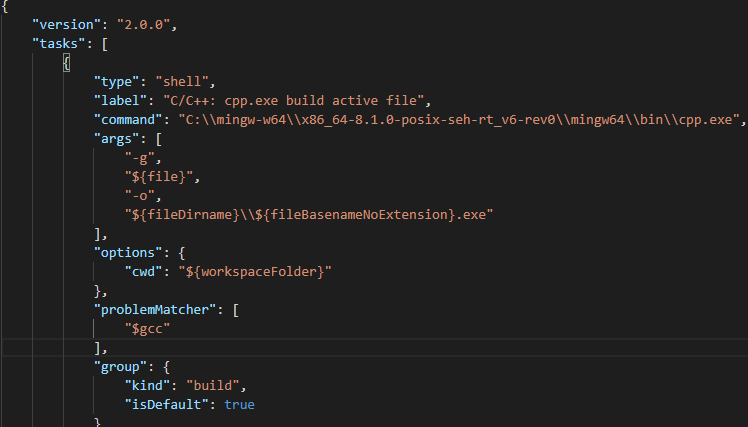 {
"version": "2.0.0",
"tasks": [
{
"type": "shell",
"label": "C/C++: cpp.exe build active file",
"command": "C:\\mingw-w64\\x86_64-8.1.0-posix-seh-rt_v6-rev0\\mingw64\\bin\\cpp.exe",
"args": [
"-g",
"${file}",
"-o",
"${fileDirname}\\${fileBasenameNoExtension}.exe"
],
"options": {
"cwd": "${workspaceFolder}"
},
"problemMatcher": [
"$gcc"
],
"group": {
"kind": "build",
"isDefault": true
}